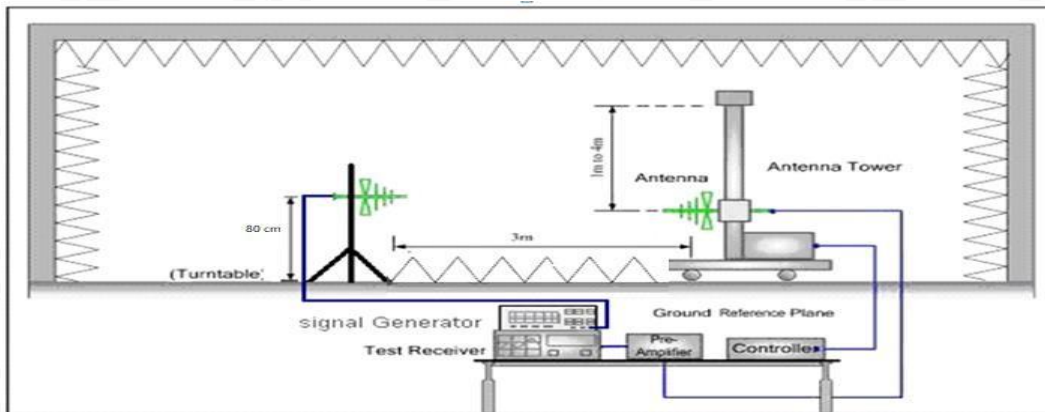 1m to 4m
Antenna Tower
Antenna
80 cm
3m
(Turntable)
Ground Reference Plane
signal Generator
Test Receiver
Pre-
Amplifier
Controller